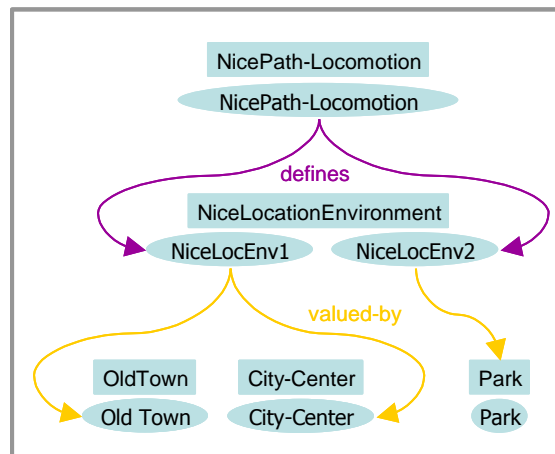 NicePath-Locomotion
NicePath-Locomotion
defines
NiceLocationEnvironment
NiceLocEnv1 NiceLocEnv2
valued-by
OldTown City-Center Park
Old Town City-Center Park